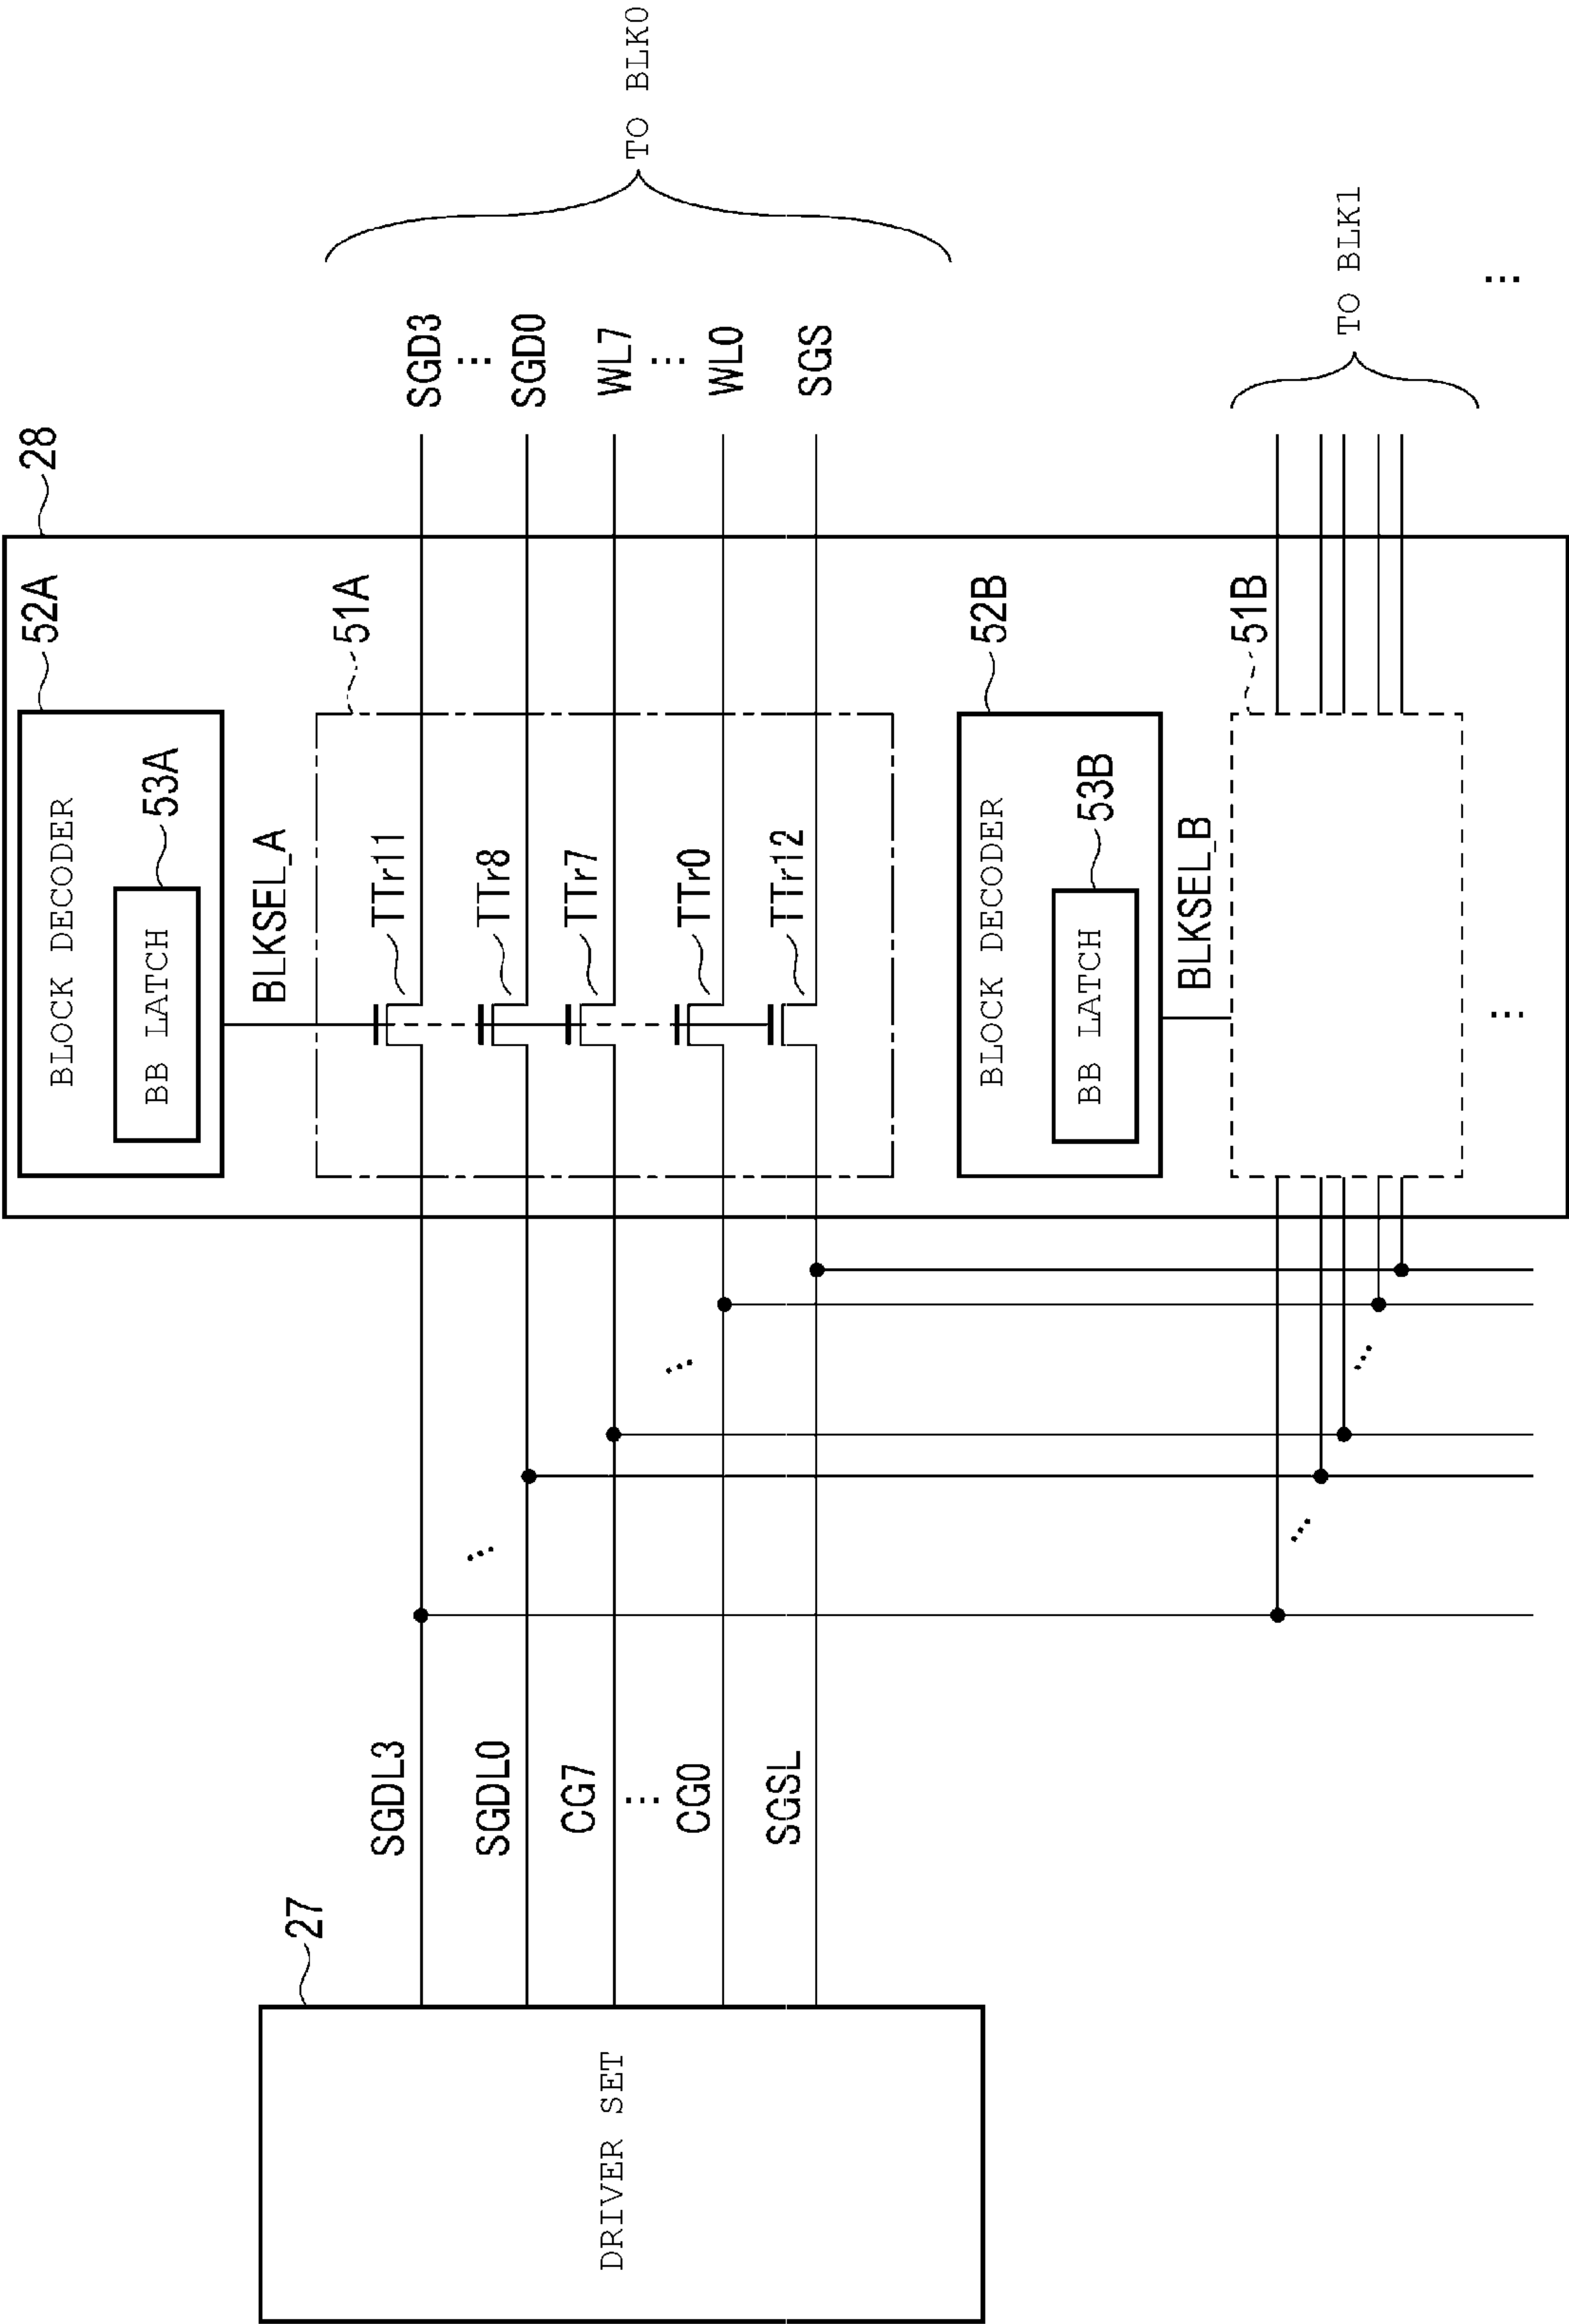 28
52A
BLOCK DECODER
53A
BB LATCH
BLKSEL_A
51A
27
DRIVER SET
SGDL3
TTr11
SGD3
⋮
SGDL0
TTr8
SGD0
CG7
TTr7
WL7
⋮
⋮
CG0
TTr0
WL0
SGSL
TTr12
SGS
TO BLK0
52B
BLOCK DECODER
53B
BB LATCH
BLKSEL_B
51B
TO BLK1
⋮
⋮